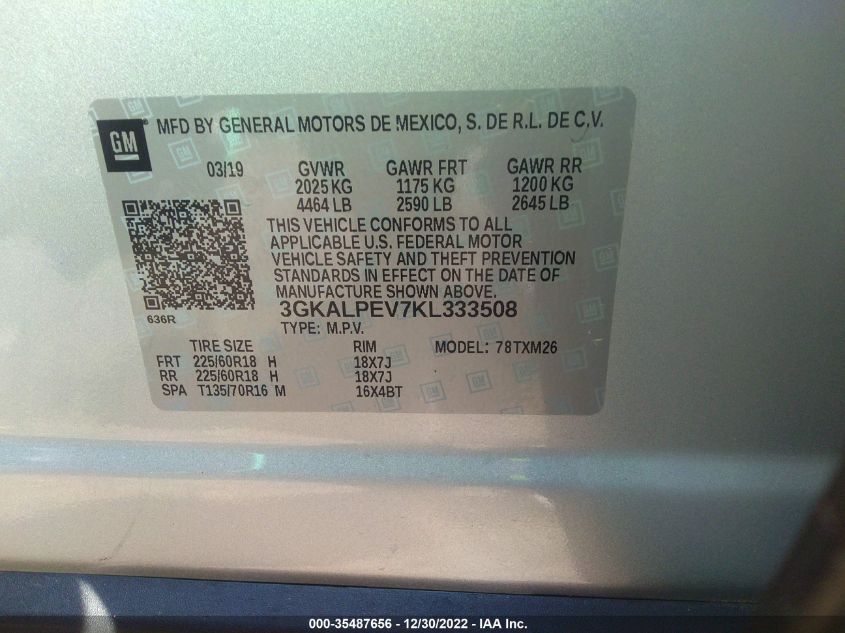 GM
MFD BY GENERAL MOTORS DE MEXICO, S. DE R.L. DE C.V.
03/19 GVWR GAWR FRT GAWR RR
2025 KG 1175 KG 1200 KG
4464 LB 2590 LB 2645 LB
THIS VEHICLE CONFORMS TO ALL
APPLICABLE U.S. FEDERAL MOTOR
VEHICLE SAFETY AND THEFT PREVENTION
STANDARDS IN EFFECT ON THE DATE OF
MANUFACTURE SHOWN ABOVE.
636R
3GKALPEV7KL333508
TYPE: M.P.V.
TIRE SIZE RIM MODEL: 78TXM26
FRT 225/60R18 H 18X7J
RR 225/60R18 H 18X7J
SPA T135/70R16 M 16X4BT
000-35487656 - 12/30/2022 - IAA Inc.